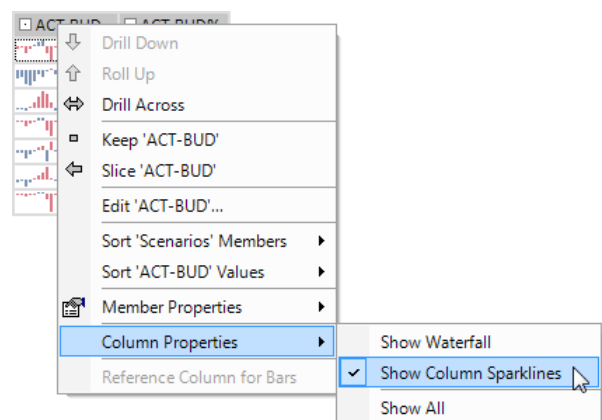 ACT-BUD ACT-BUD%
Drill Down
Roll Up
Drill Across
Keep 'ACT-BUD'
Slice 'ACT-BUD'
Edit 'ACT-BUD'...
Sort 'Scenarios' Members
Sort 'ACT-BUD' Values
Member Properties
Column Properties
Show Waterfall
Show Column Sparklines
Reference Column for Bars
Show All